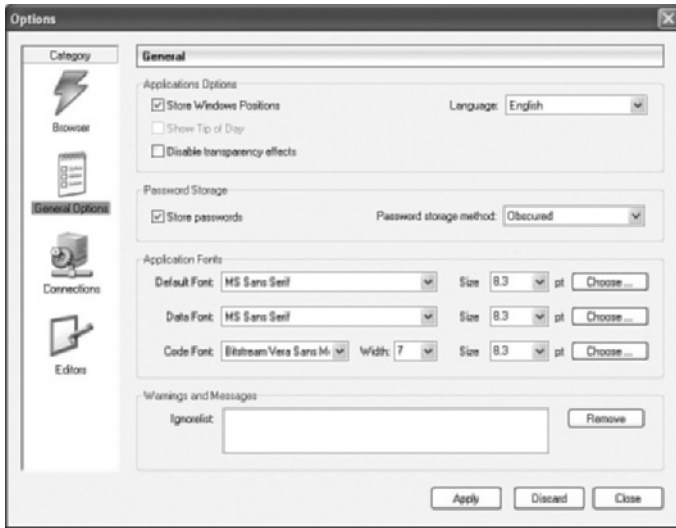 Options
Category
Browser
General Options
Connections
Editors
General
Applications Options
Store Windows Positions
Language: English
Show Tip of Day
Disable transparency effects
Password Storage
Store passwords
Password storage method: Obscured
Application Fonts
Default Font: MS Sans Serif Size 8.3 pt Choose ...
Data Font: MS Sans Serif Size 8.3 pt Choose ...
Code Font: Bitstream Vera Sans M Width: 7 Size 8.3 pt Choose ...
Warnings and Messages
Ignorelist: Remove
Apply Discard Close